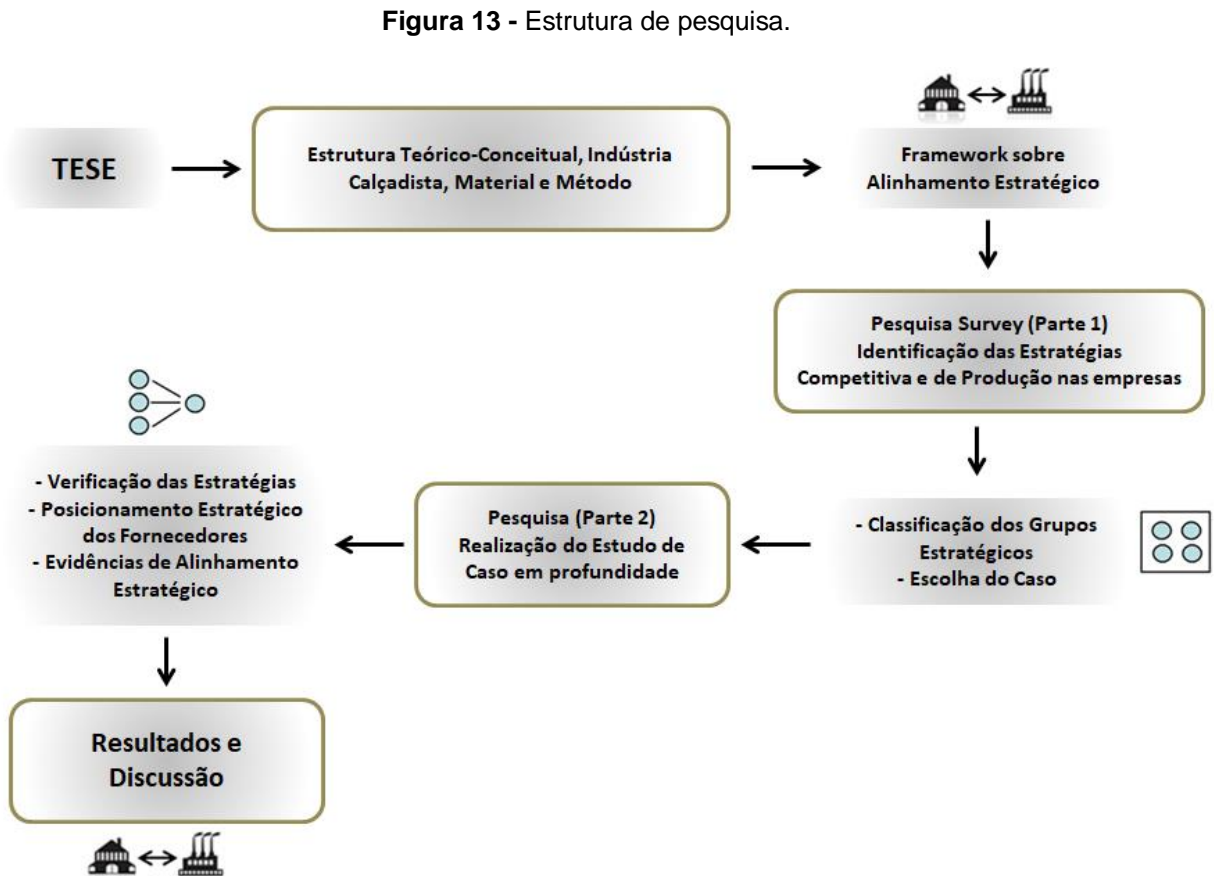 Figura 13 - Estrutura de pesquisa.
TESE
Estrutura Teórico-Conceitual, Indústria
Calçadista, Material e Método
Framework sobre
Alinhamento Estratégico
Pesquisa Survey (Parte 1)
Identificação das Estratégias
Competitiva e de Produção nas empresas
- Classificação dos Grupos
Estratégicos
- Escolha do Caso
Pesquisa (Parte 2)
Realização do Estudo de
Caso em profundidade
- Verificação das Estratégias
- Posicionamento Estratégico
dos Fornecedores
- Evidências de Alinhamento
Estratégico
Resultados e
Discussão